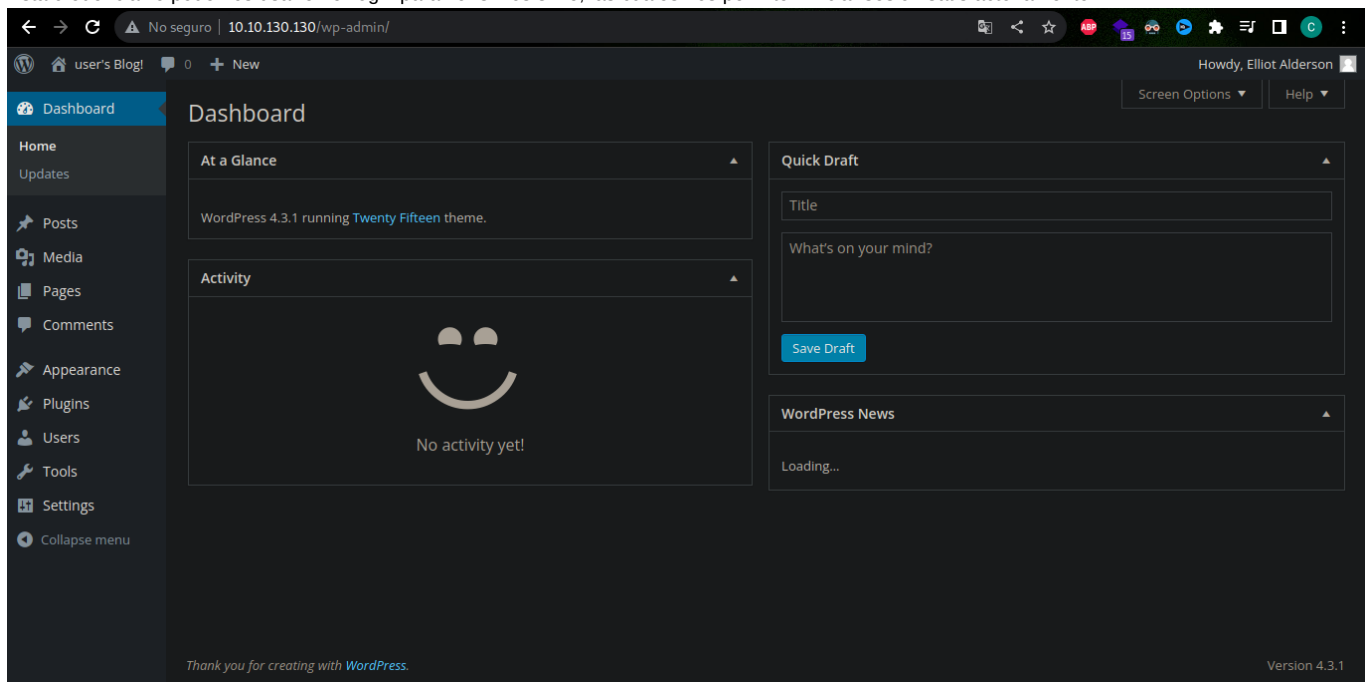 No seguro | 10.10.130.130/wp-admin/
ABP
15
C
user's Blog! 0 + New
Howdy, Elliot Alderson
Dashboard
Home
Updates
Posts
Media
Pages
Comments
Appearance
Plugins
Users
Tools
Settings
Collapse menu
Screen Options ▼
Help ▼
Dashboard
At a Glance
WordPress 4.3.1 running Twenty Fifteen theme.
Activity
No activity yet!
Quick Draft
Title
What's on your mind?
Save Draft
WordPress News
Loading...
Thank you for creating with WordPress.
Version 4.3.1